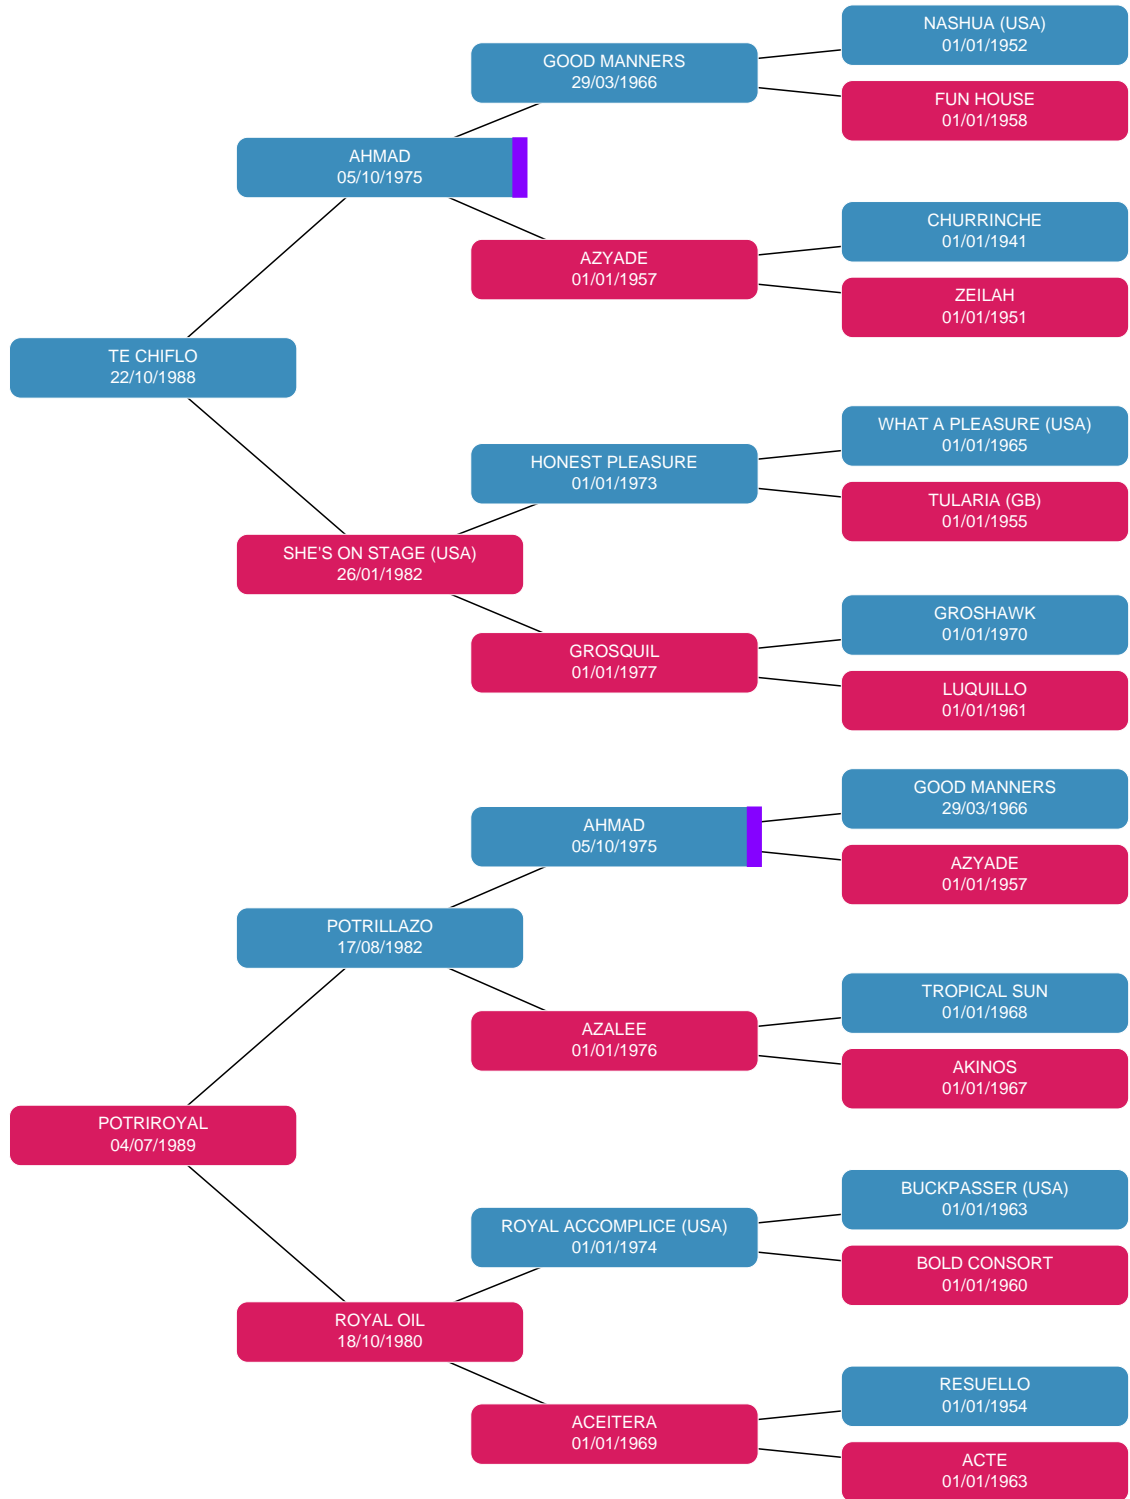 NASHUA (USA)
01/01/1952
GOOD MANNERS
29/03/1966
FUN HOUSE
01/01/1958
AHMAD
05/10/1975
CHURRINCHE
01/01/1941
AZYADE
01/01/1957
ZEILAH
01/01/1951
TE CHIFLO
22/10/1988
WHAT A PLEASURE (USA)
01/01/1965
HONEST PLEASURE
01/01/1973
TULARIA (GB)
01/01/1955
SHE'S ON STAGE (USA)
26/01/1982
GROSHAWK
01/01/1970
GROSQUIL
01/01/1977
LUQUILLO
01/01/1961
GOOD MANNERS
29/03/1966
AHMAD
05/10/1975
AZYADE
01/01/1957
POTRILLAZO
17/08/1982
TROPICAL SUN
01/01/1968
AZALEE
01/01/1976
AKINOS
01/01/1967
POTRIROYAL
04/07/1989
BUCKPASSER (USA)
01/01/1963
ROYAL ACCOMPLICE (USA)
01/01/1974
BOLD CONSORT
01/01/1960
ROYAL OIL
18/10/1980
RESUELLO
01/01/1954
ACEITERA
01/01/1969
ACTE
01/01/1963